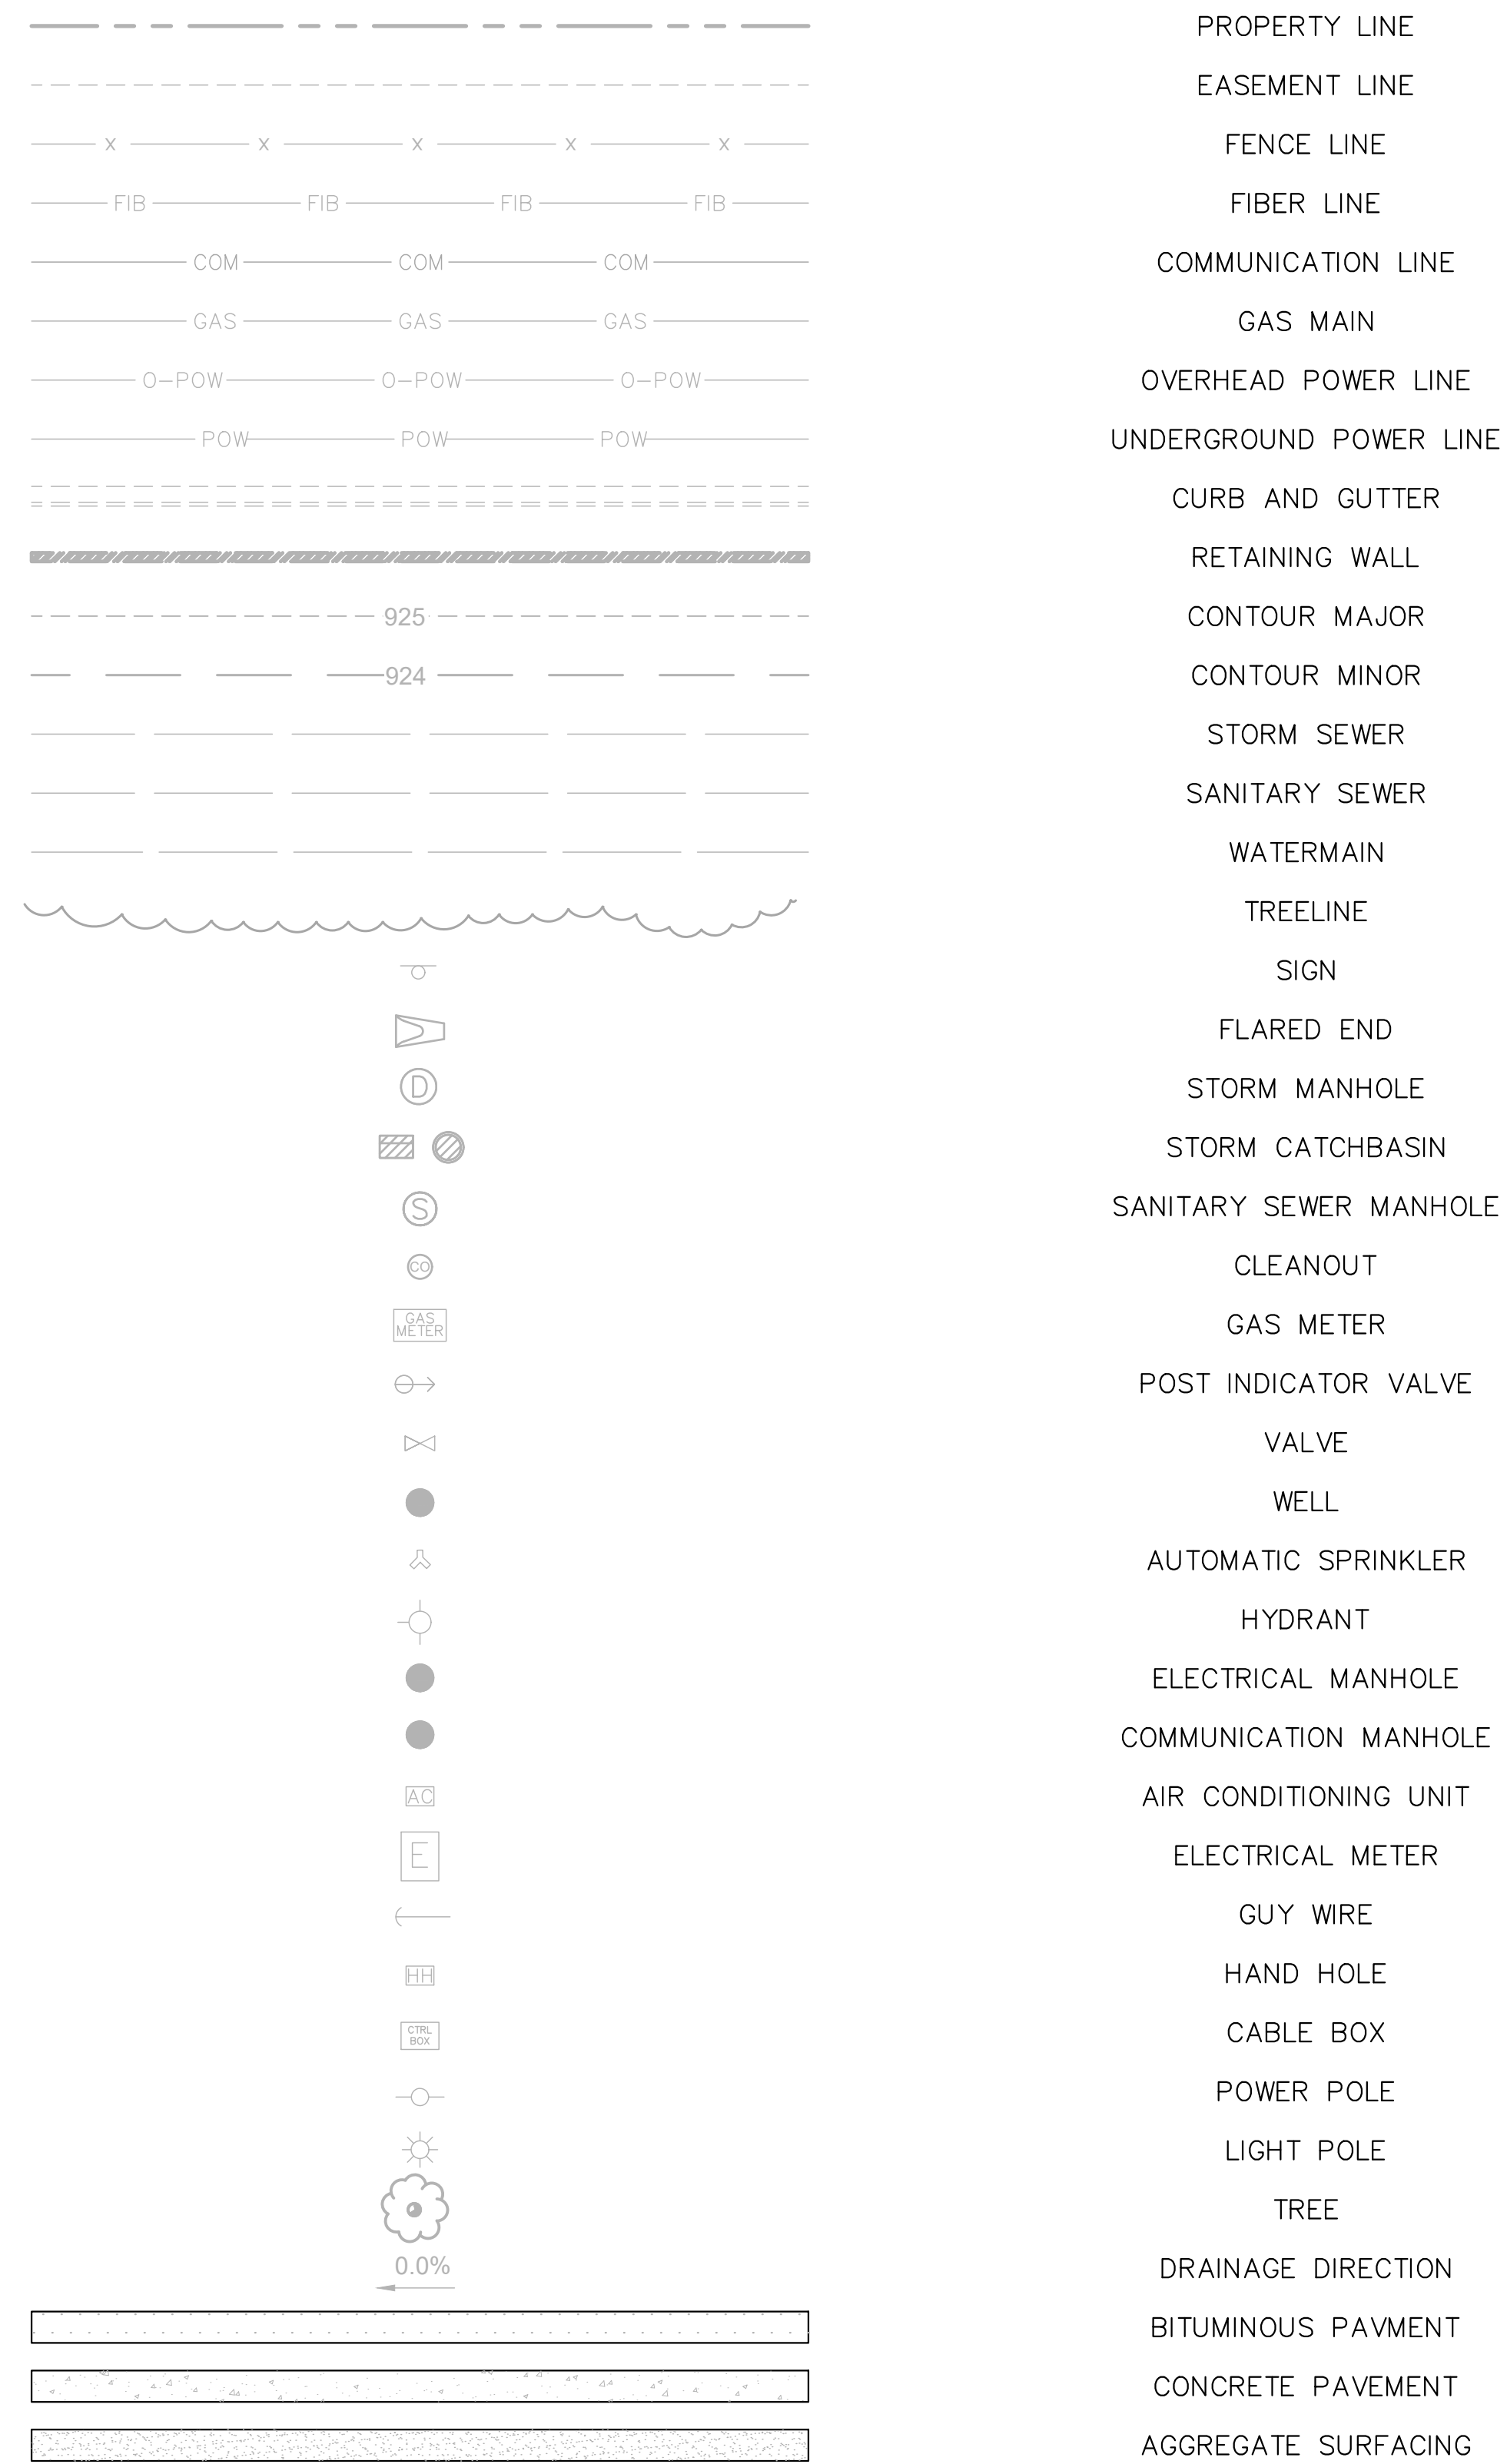 PROPERTY LINE
EASEMENT LINE
X X X X X FENCE LINE
FIB FIB FIB FIB FIBER LINE
COM COM COM COMMUNICATION LINE
GAS GAS GAS GAS MAIN
O-POW O-POW O-POW OVERHEAD POWER LINE
POW POW POW UNDERGROUND POWER LINE
CURB AND GUTTER
RETAINING WALL
925 CONTOUR MAJOR
924 CONTOUR MINOR
STORM SEWER
SANITARY SEWER
WATERMAIN
TREELINE
SIGN
FLARED END
D STORM MANHOLE
STORM CATCHBASIN
S SANITARY SEWER MANHOLE
CO CLEANOUT
GAS
METER GAS METER
POST INDICATOR VALVE
VALVE
WELL
AUTOMATIC SPRINKLER
HYDRANT
ELECTRICAL MANHOLE
COMMUNICATION MANHOLE
AC AIR CONDITIONING UNIT
E ELECTRICAL METER
GUY WIRE
HH HAND HOLE
CTRL
BOX CABLE BOX
POWER POLE
LIGHT POLE
TREE
0.0% DRAINAGE DIRECTION
BITUMINOUS PAVMENT
CONCRETE PAVEMENT
AGGREGATE SURFACING